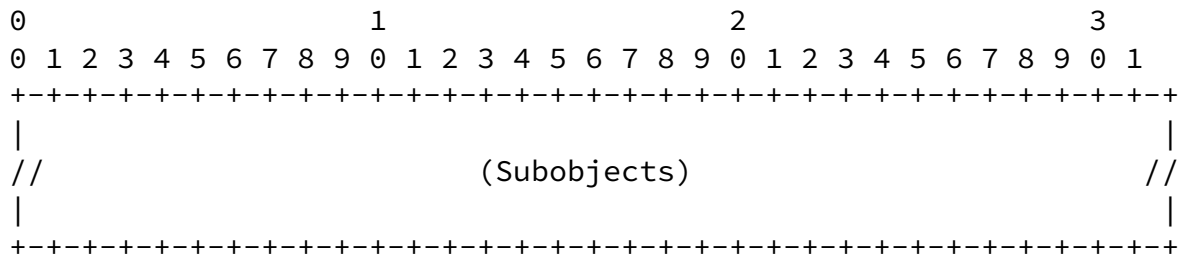 0                   1                   2                   3
0 1 2 3 4 5 6 7 8 9 0 1 2 3 4 5 6 7 8 9 0 1 2 3 4 5 6 7 8 9 0 1
+-+-+-+-+-+-+-+-+-+-+-+-+-+-+-+-+-+-+-+-+-+-+-+-+-+-+-+-+-+-+-+-+
|                                                               |
//                        (Subobjects)                         //
|                                                               |
+-+-+-+-+-+-+-+-+-+-+-+-+-+-+-+-+-+-+-+-+-+-+-+-+-+-+-+-+-+-+-+-+